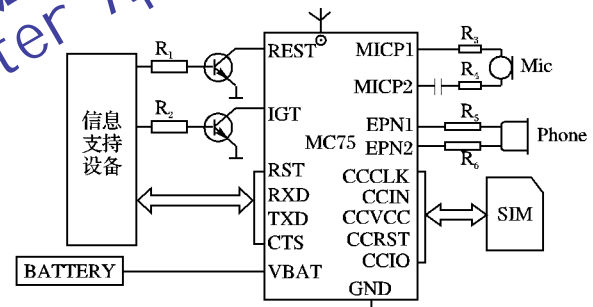 ter
R1
REST
MICP1
R3
Mic
MICP2
R4
R2
IGT
信息
支持
设备
MC75
EPN1
R5
Phone
EPN2
R6
RST
RXD
TXD
CTS
CCCLK
CCIN
CCVCC
CCRST
CCIO
SIM
BATTERY
VBAT
GND